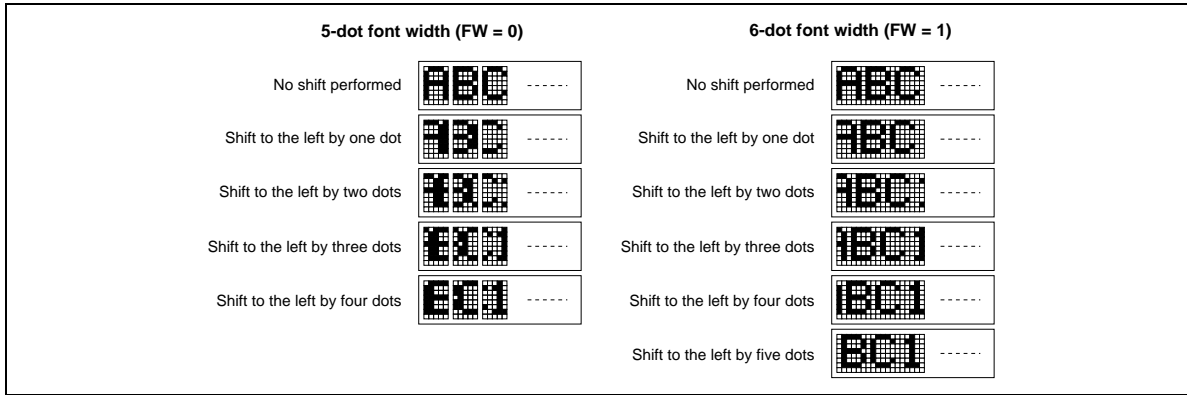 5-dot font width (FW = 0)
No shift performed ABC
Shift to the left by one dot
Shift to the left by two dots
Shift to the left by three dots
Shift to the left by four dots
6-dot font width (FW = 1)
No shift performed ABC
Shift to the left by one dot ABC
Shift to the left by two dots ABC
Shift to the left by three dots BC1
Shift to the left by four dots BC1
Shift to the left by five dots BC1